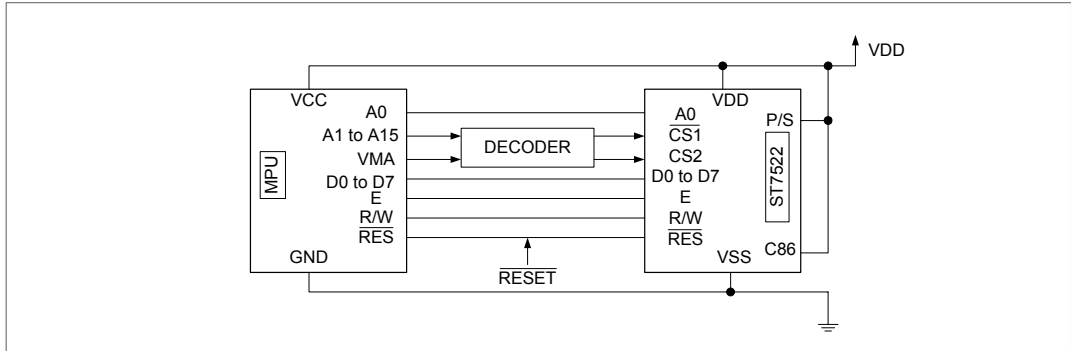 VDD
VCC
A0
A1 to A15
VMA
D0 to D7
E
R/W
RES
GND
MPU
DECODER
RESET
VDD
A0
CS1
CS2
D0 to D7
E
R/W
RES
VSS
P/S
C86
ST7522